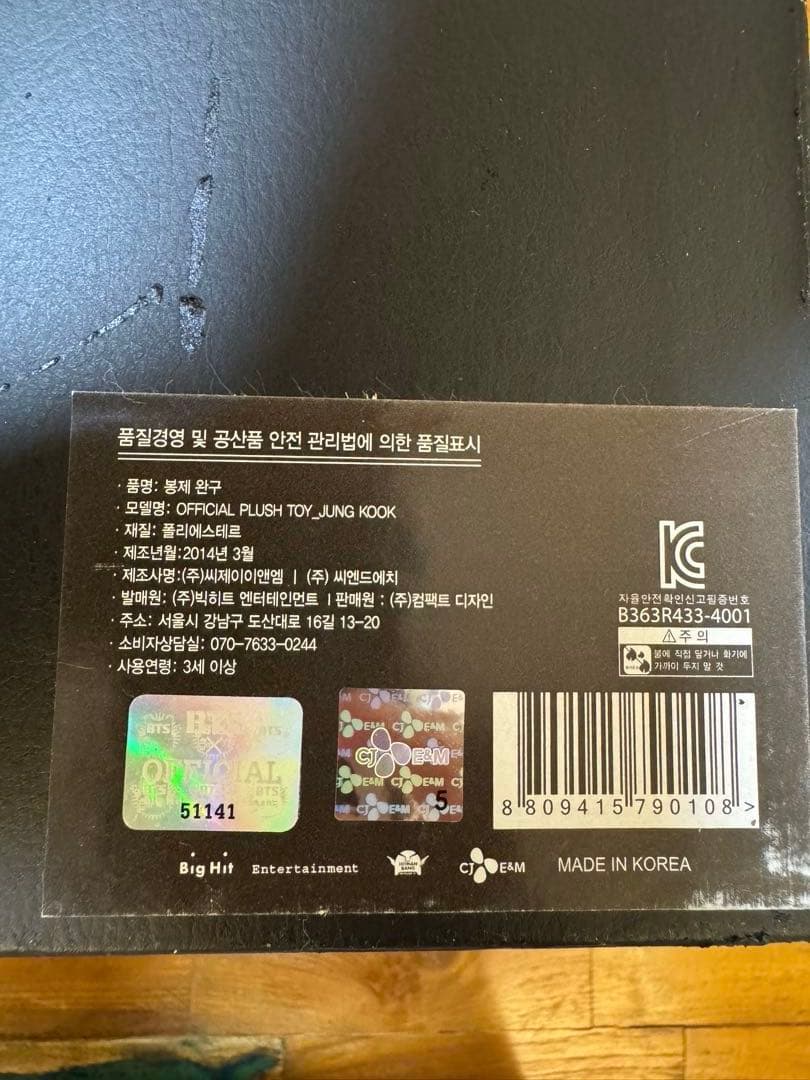 품질경영 및 공산품 안전 관리법에 의한 품질표시
· 품명: 봉제 완구
· 모델명: OFFICIAL PLUSH TOY_JUNG KOOK
· 재질: 폴리에스테르
· 제조년월:2014년 3월
· 제조사명:(주)씨제이이앤엠 | (주) 씨엔드에치
· 발매원: (주)빅히트 엔터테인먼트 | 판매원 : (주)컴팩트 디자인
· 주소: 서울시 강남구 도산대로 16길 13-20
· 소비자상담실: 070-7633-0244
· 사용연령: 3세 이상
자율안전확인신고필증번호
B363R433-4001
⚠주 의
불에 직접 닿거나 화기에
가까이 두지 말 것
BTS
OFFICIAL
BTS
51141
CJ E&M
5
8 809415 790108 >
BigHit Entertainment
CJ E&M
MADE IN KOREA